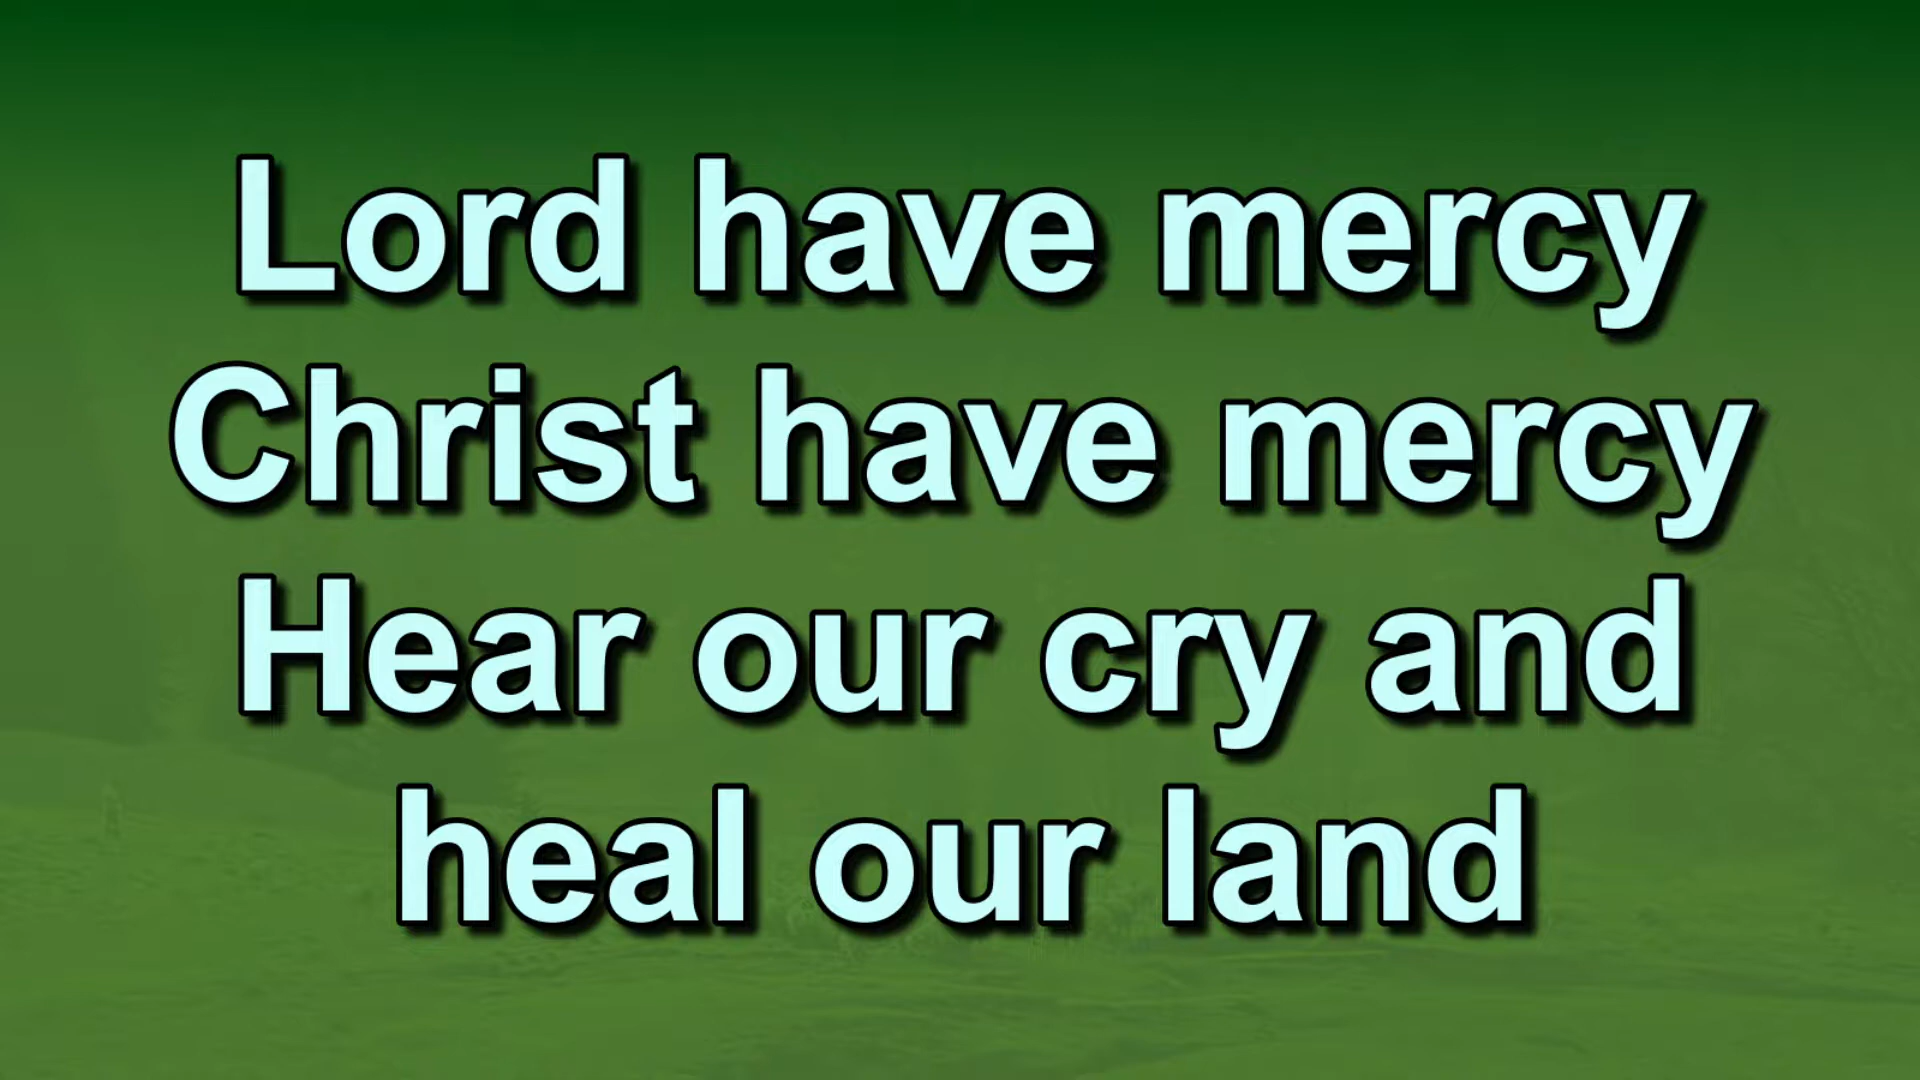 Lord have mercy
Christ have mercy
Hear our cry and
heal our land